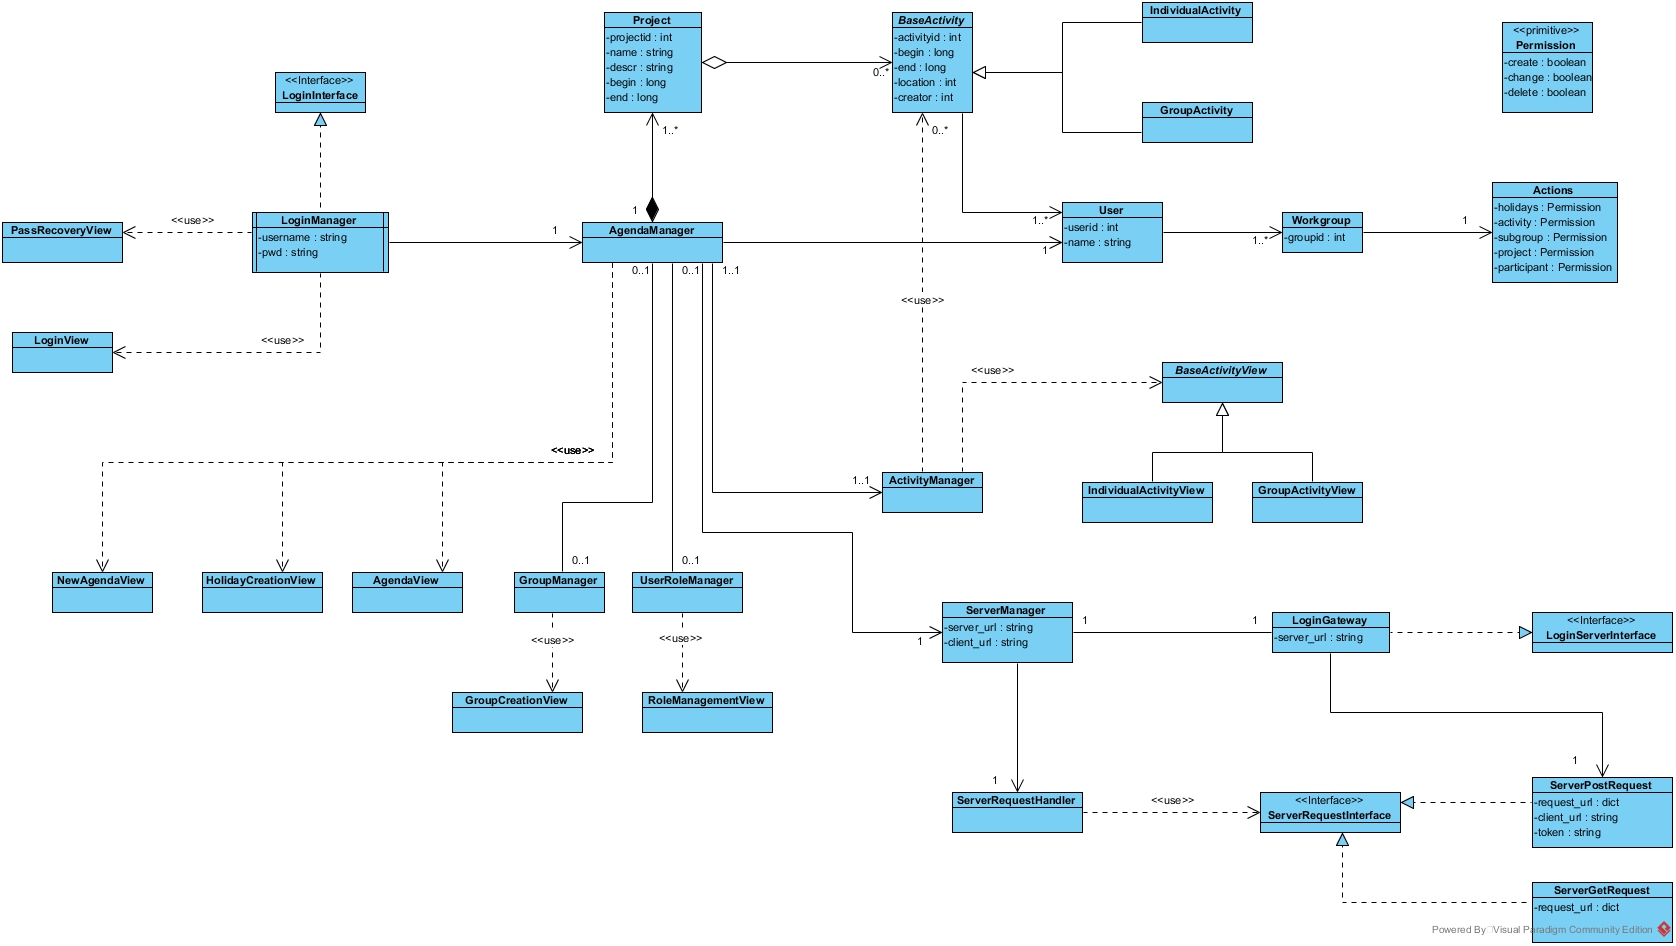 Project
-projectid : int
-name : string
-descr : string
-begin : long
-end : long
BaseActivity
-activityid : int
-begin : long
-end : long
-location : int
-creator : int
0..*
IndividualActivity
GroupActivity
<<primitive>>
Permission
-create : boolean
-change : boolean
-delete : boolean
<<Interface>>
LoginInterface
1..*
0..*
1
PassRecoveryView
<<use>>
LoginManager
-username : string
-pwd : string
1
AgendaManager
1..*
1
User
-userid : int
-name : string
1..*
Workgroup
-groupid : int
1
Actions
-holidays : Permission
-activity : Permission
-subgroup : Permission
-project : Permission
-participant : Permission
0..1
0..1
1..1
<<use>>
LoginView
<<use>>
<<use>>
BaseActivityView
<<use>>
1..1
ActivityManager
IndividualActivityView
GroupActivityView
0..1
0..1
NewAgendaView
HolidayCreationView
AgendaView
GroupManager
UserRoleManager
<<use>>
<<use>>
GroupCreationView
RoleManagementView
1
ServerManager
-server_url : string
-client_url : string
1
1
LoginGateway
-server_url : string
<<Interface>>
LoginServerInterface
1
1
ServerRequestHandler
<<use>>
<<Interface>>
ServerRequestInterface
ServerPostRequest
-request_url : dict
-client_url : string
-token : string
ServerGetRequest
-request_url : dict
Powered By Visual Paradigm Community Edition